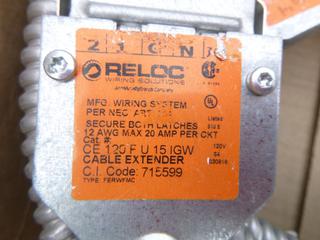 2 1 G N
RELOC
WIRING SOLUTIONS
MFG. WIRING SYSTEM
PER NEC ART.
SECURE BOTH LATCHES
12 AWG MAX 20 AMP PER CKT
Cat. #:
CE 120 F U 15 IGW
CABLE EXTENDER
C.I. Code: 715599
TYPE: FERWFMC
Listed
120V